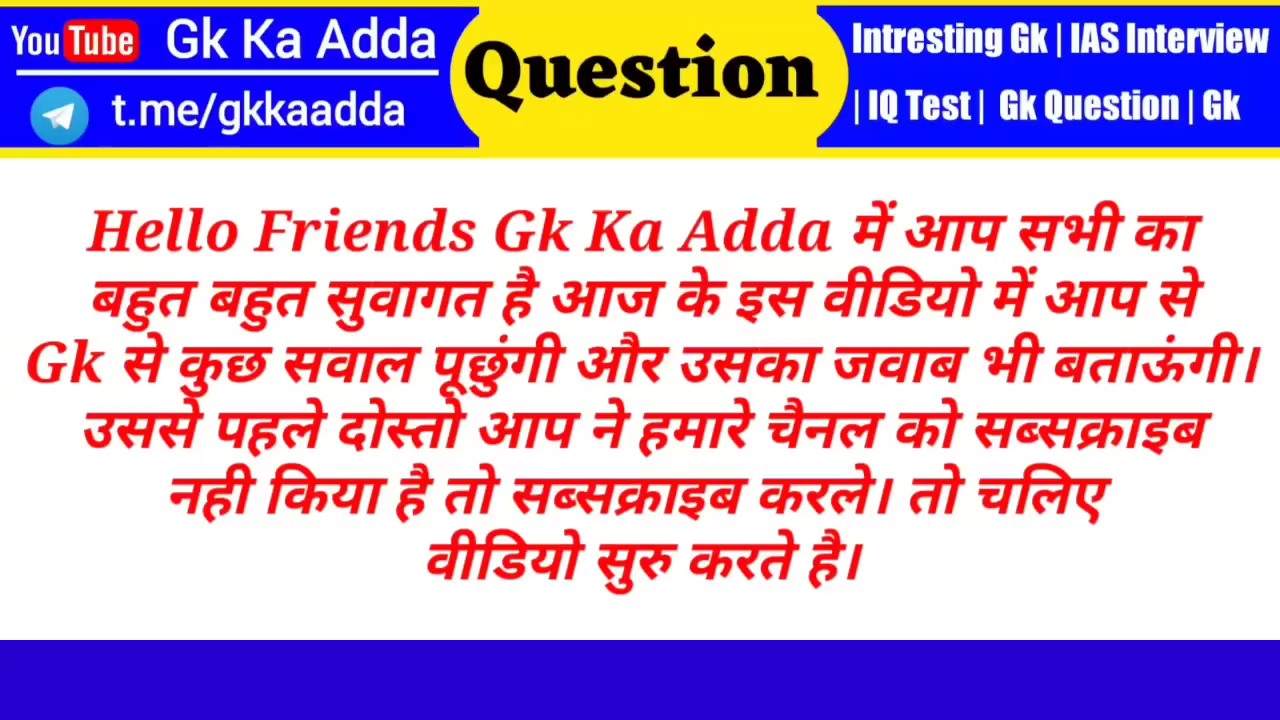 YouTube Gk Ka Adda
t.me/gkkaadda
Question
Intresting Gk | IAS Interview
| IQ Test | Gk Question | Gk
Hello Friends Gk Ka Adda में आप सभी का
बहुत बहुत सुवागत है आज के इस वीडियो में आप से
Gk से कुछ सवाल पूछुंगी और उसका जवाब भी बताऊंगी।
उससे पहले दोस्तो आप ने हमारे चैनल को सब्सक्राइब
नही किया है तो सब्सक्राइब करले। तो चलिए
वीडियो सुरु करते है।